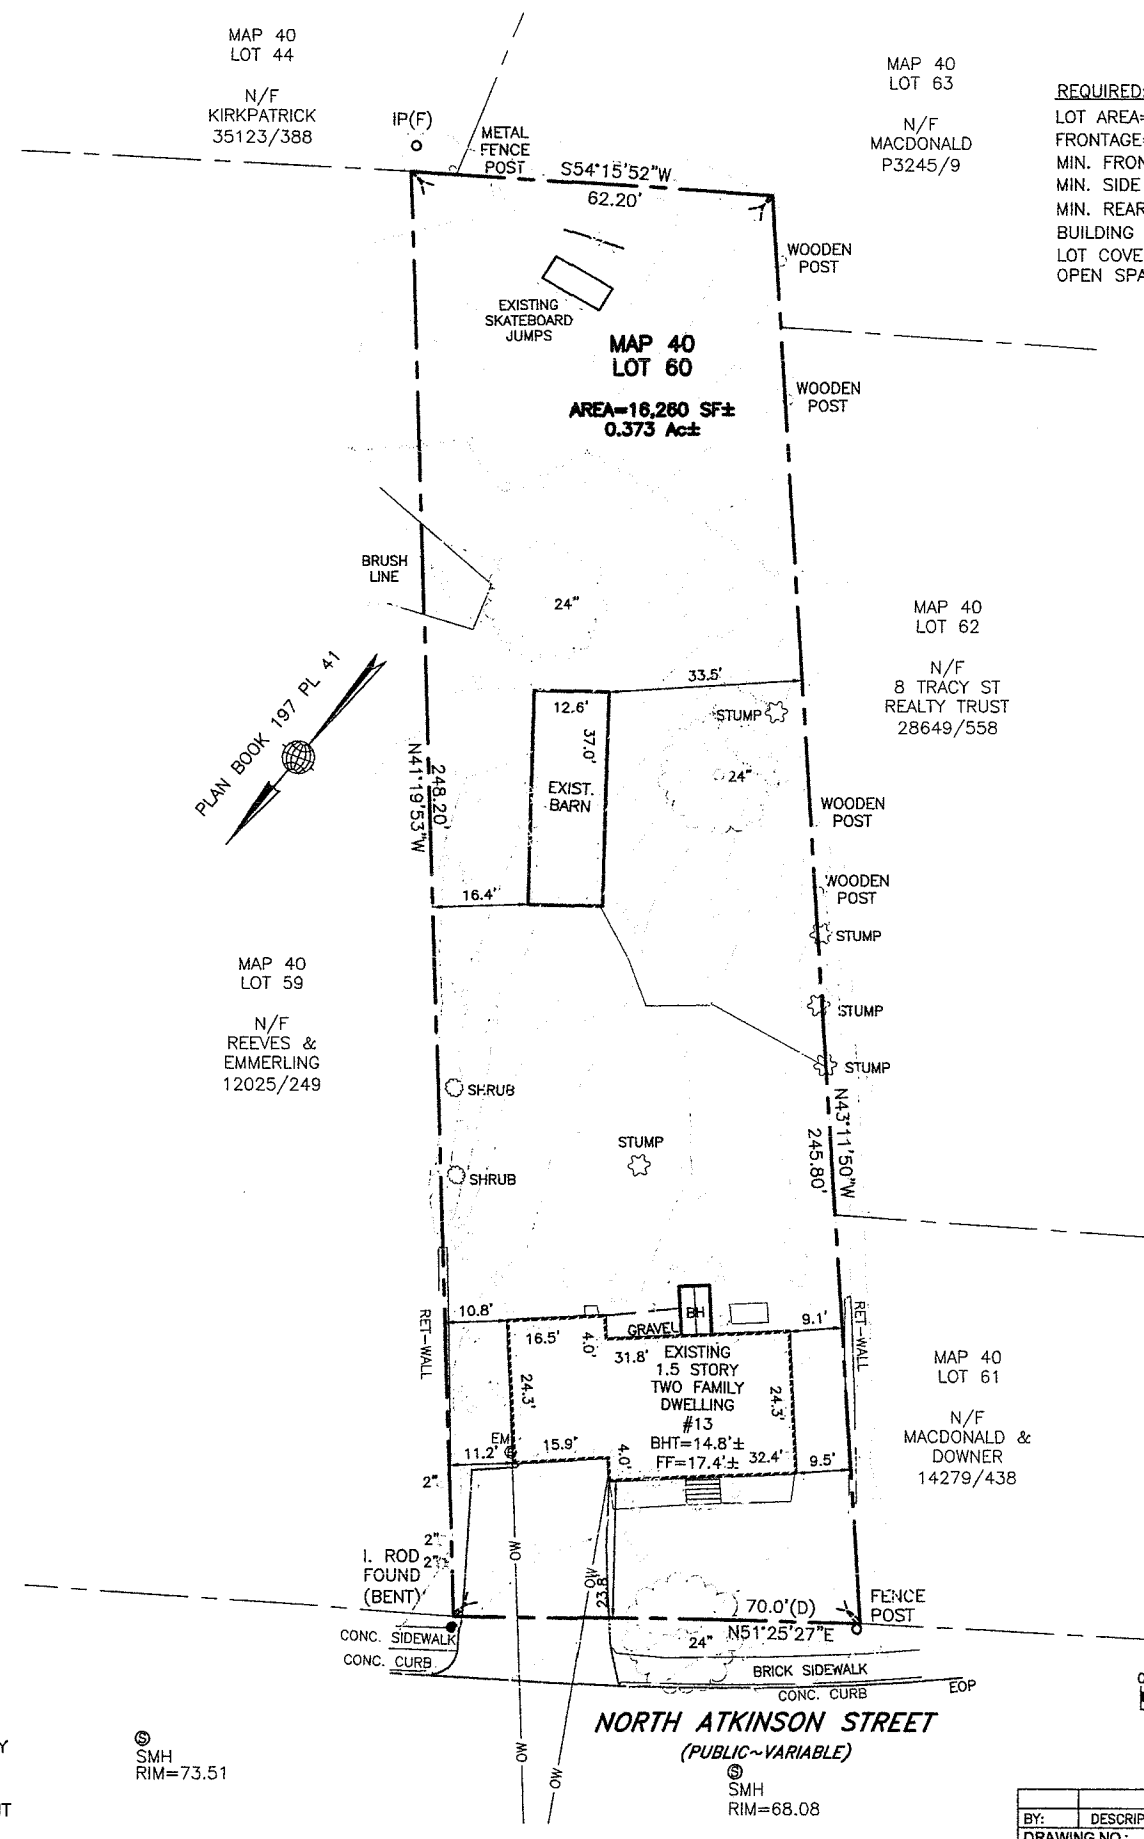 MAP 40
LOT 44
N/F
KIRKPATRICK
35123/388
IP(F)
METAL
FENCE
POST
S54°15'52"W
62.20'
MAP 40
LOT 63
N/F
MACDONALD
P3245/9
REQUIRED:
LOT AREA=
FRONTAGE=
MIN. FRON
MIN. SIDE
MIN. REAR
BUILDING
LOT COVE
OPEN SPA
WOODEN
POST
EXISTING
SKATEBOARD
JUMPS
MAP 40
LOT 60
AREA=16,260 SF±
0.373 Ac±
WOODEN
POST
BRUSH
LINE
24"
MAP 40
LOT 62
N/F
8 TRACY ST
REALTY TRUST
28649/558
PLAN BOOK 197 PL 41
33.5'
12.6'
37.0'
STUMP
24"
EXIST.
BARN
N41°19'53"W
248.20'
WOODEN
POST
16.4'
WOODEN
POST
STUMP
MAP 40
LOT 59
N/F
REEVES &
EMMERLING
12025/249
STUMP
STUMP
SHRUB
N43°11'50"W
245.80'
STUMP
SHRUB
RET-WALL
10.8'
16.5'
4.0'
GRAVEL
BH
9.1'
RET-WALL
31.8'
EXISTING
1.5 STORY
TWO FAMILY
DWELLING
#13
BHT=14.8'±
FF=17.4'±
24.3'
24.3'
EM
11.2'
15.9'
4.0'
32.4'
9.5'
MAP 40
LOT 61
N/F
MACDONALD &
DOWNER
14279/438
2"
2"
2"
I. ROD
FOUND
(BENT)
OW
OW
23.8'
70.0'(D)
N51°25'27"E
FENCE
POST
24"
CONC. SIDEWALK
CONC. CURB
BRICK SIDEWALK
CONC. CURB
EOP
NORTH ATKINSON STREET
(PUBLIC~VARIABLE)
OW
OW
S
SMH
RIM=73.51
S
SMH
RIM=68.08
Y
UT
BY:
DESCRIP
DRAWING NO.: